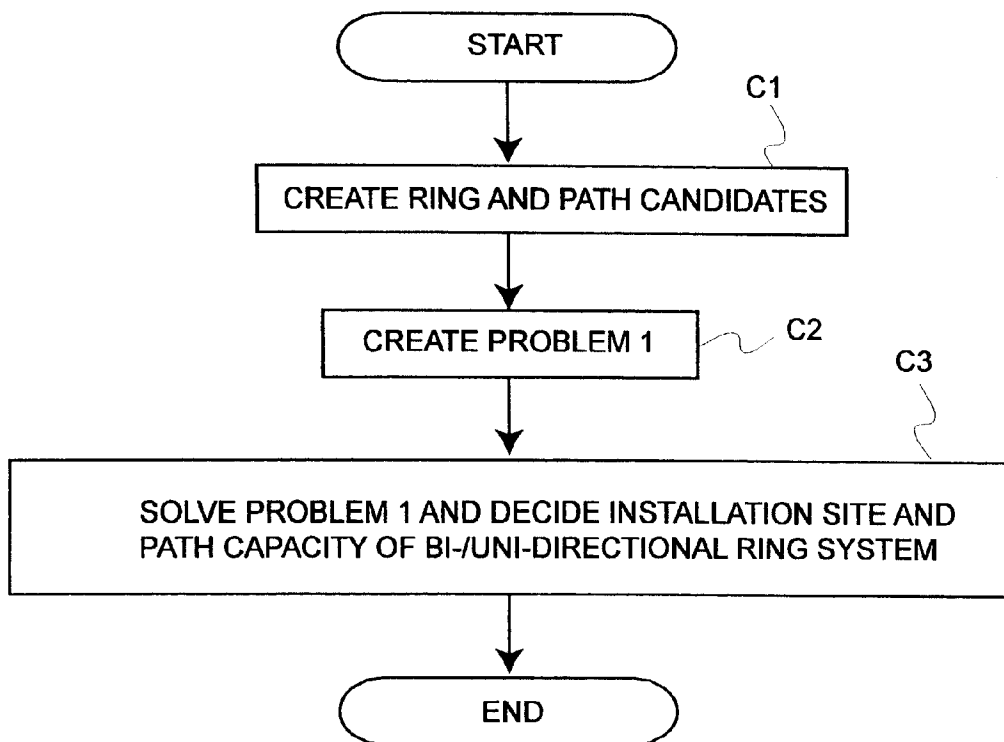 START
C1
CREATE RING AND PATH CANDIDATES
CREATE PROBLEM 1
C2
C3
SOLVE PROBLEM 1 AND DECIDE INSTALLATION SITE AND
PATH CAPACITY OF BI-/UNI-DIRECTIONAL RING SYSTEM
END